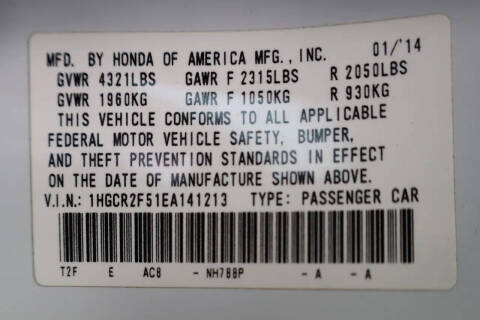 MFD. BY HONDA OF AMERICA MFG., INC. 01/'14
GVWR 4321LBS GAWR F 2315LBS R 2050LBS
GVWR 1960KG GAWR F 1050KG R 930KG
THIS VEHICLE CONFORMS TO ALL APPLICABLE
FEDERAL MOTOR VEHICLE SAFETY, BUMPER,
AND THEFT PREVENTION STANDARDS IN EFFECT
ON THE DATE OF MANUFACTURE SHOWN ABOVE.
V.I.N.: 1HGCR2F51EA141213 TYPE: PASSENGER CAR
T2F E AC8 - NH788P - A - A